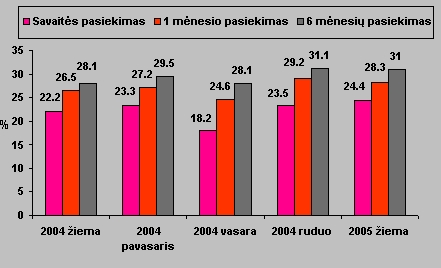 Savaitės pasiekimas 1 mėnesio pasiekimas 6 mėnesių pasiekimas
35
30
25
20
15
10
5
0
%
22.2 26.5 28.1
23.3 27.2 29.5
18.2 24.6 28.1
23.5 29.2 31.1
24.4 28.3 31
2004 žiema
2004 pavasaris
2004 vasara
2004 ruduo
2005 žiema